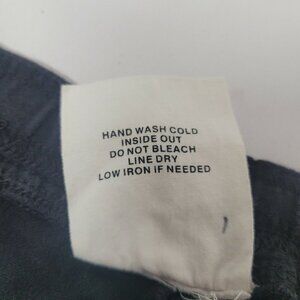 HAND WASH COLD
INSIDE OUT
DO NOT BLEACH
LINE DRY
LOW IRON IF NEEDED